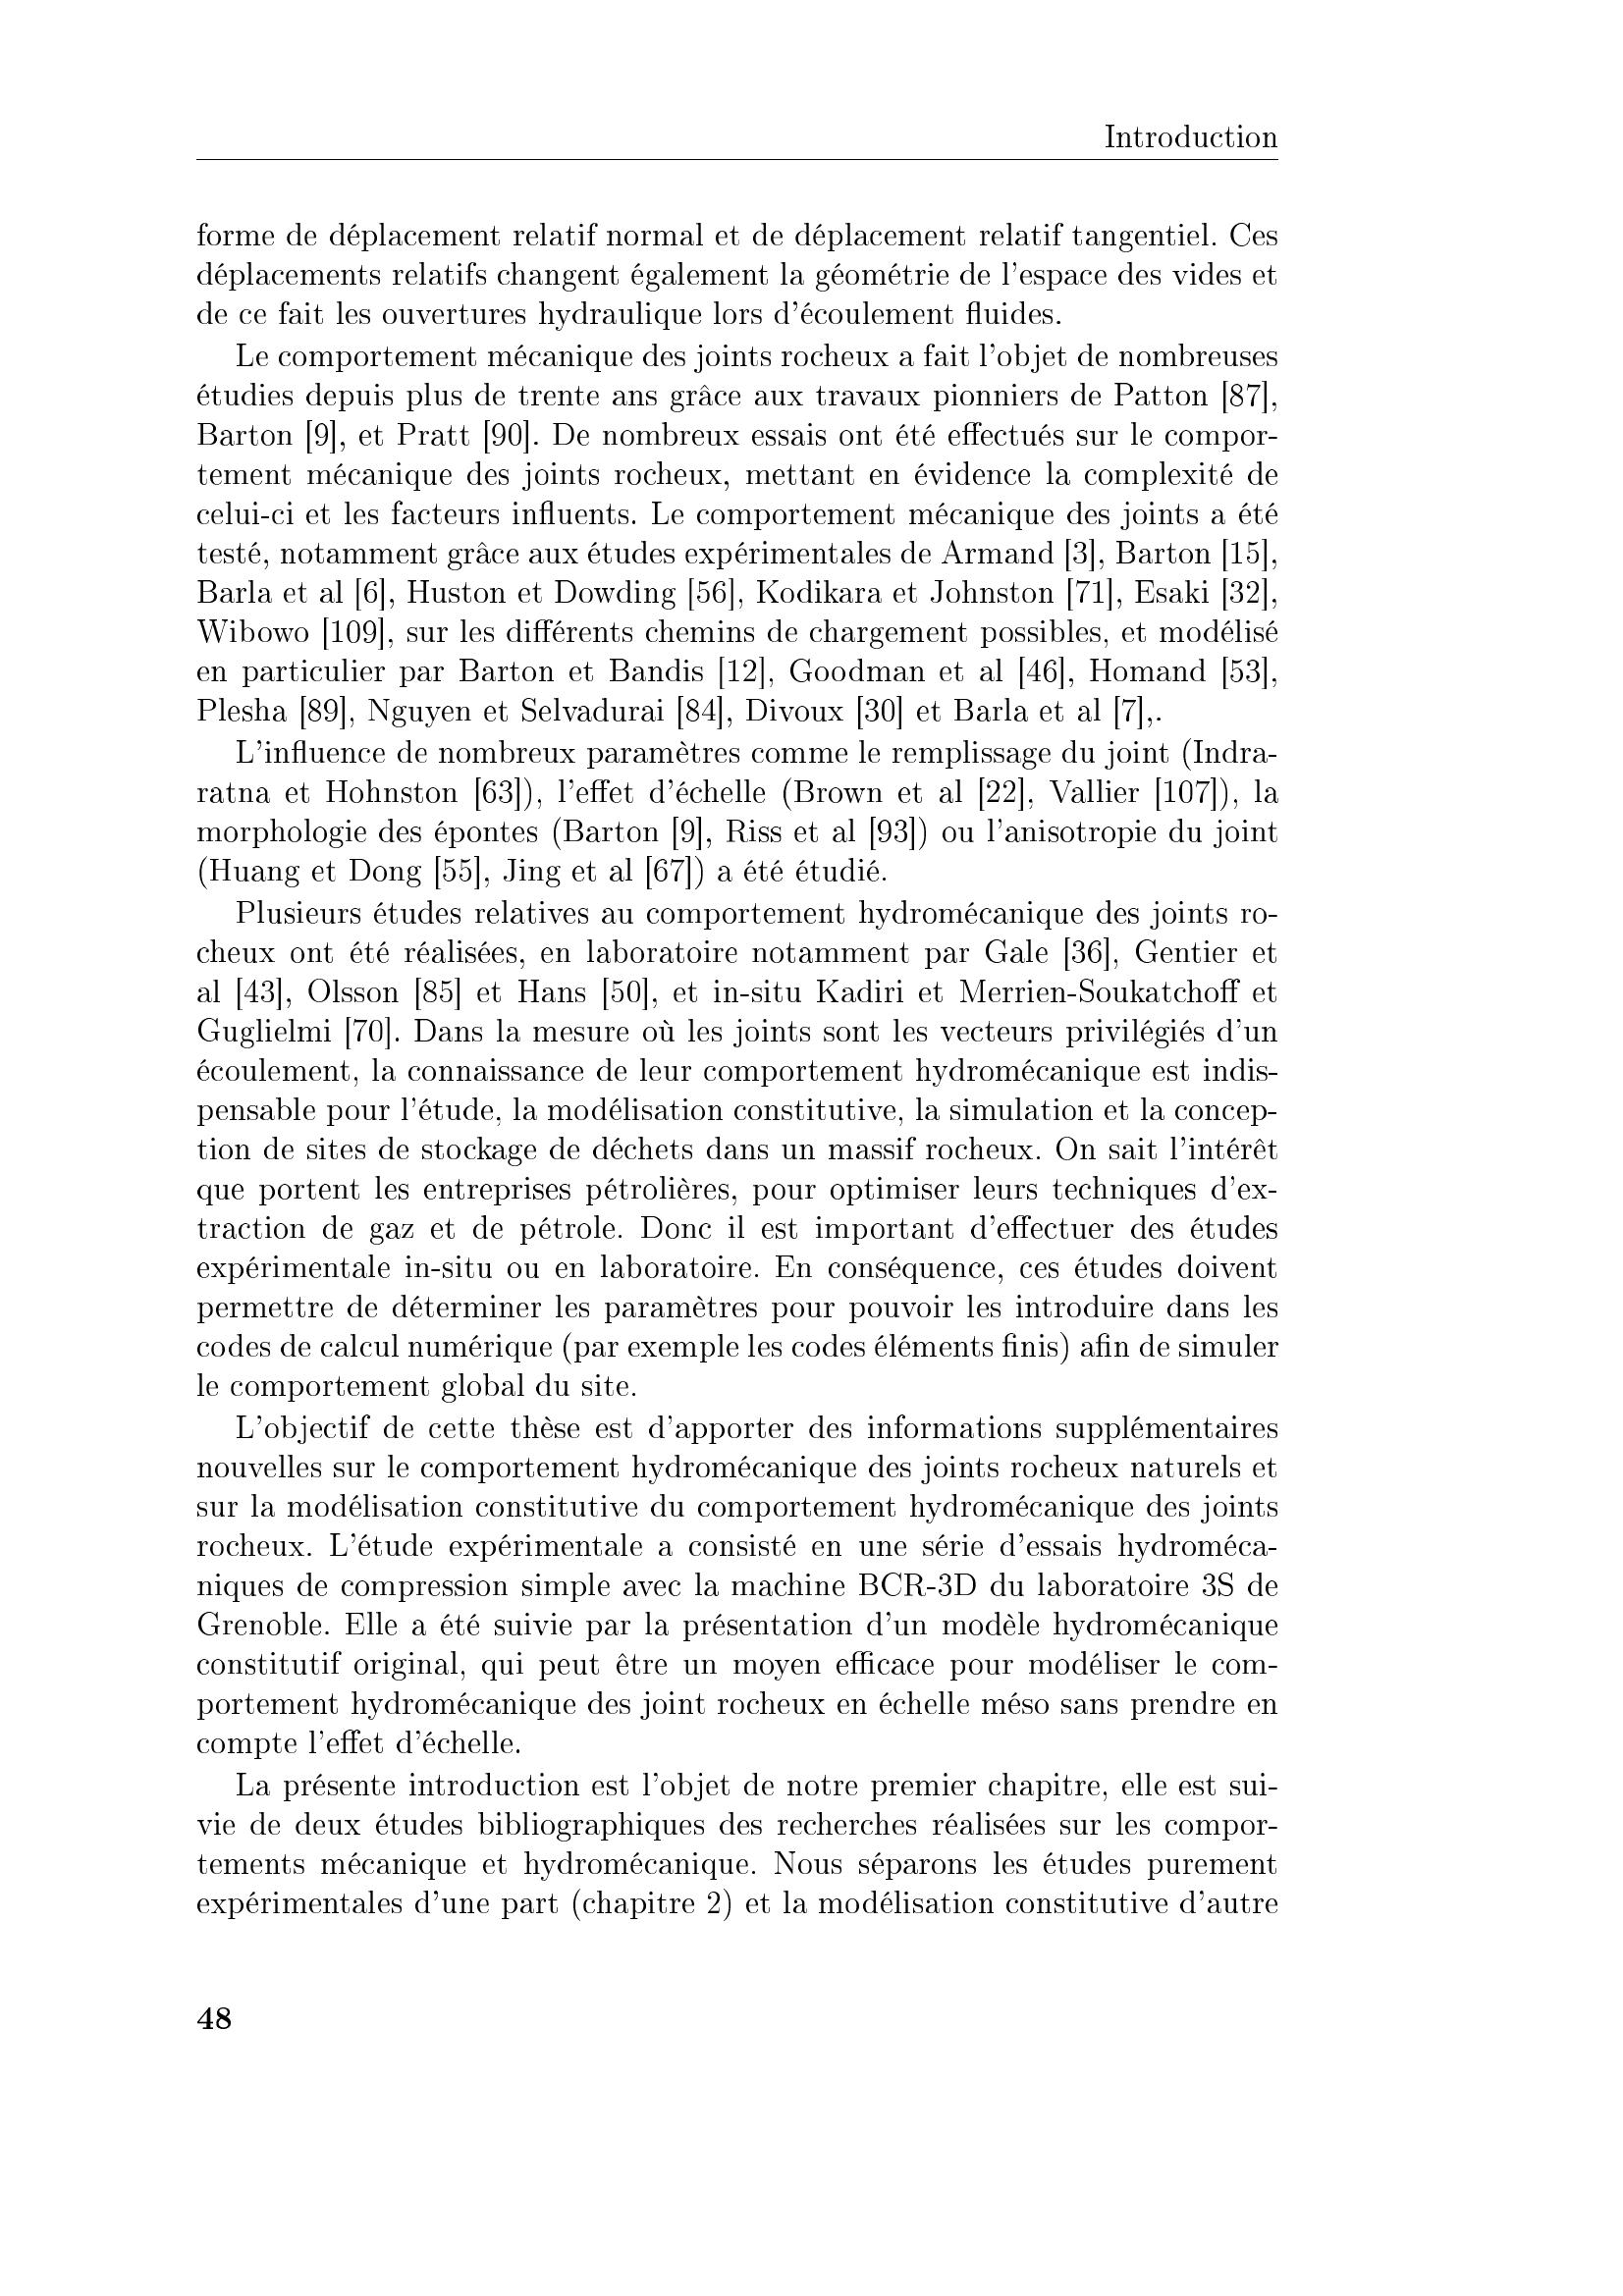 Introduction
forme de déplacement relatif normal et de déplacement relatif tangentiel. Ces
déplacements relatifs changent également la géométrie de l'espace des vides et
de ce fait les ouvertures hydraulique lors d'écoulement fluides.
Le comportement mécanique des joints rocheux a fait l'objet de nombreuses
études depuis plus de trente ans grâce aux travaux pionniers de Patton [87],
Barton [9], et Pratt [90]. De nombreux essais ont été effectués sur le compor-
tement mécanique des joints rocheux, mettant en évidence la complexité de
celui-ci et les facteurs influents. Le comportement mécanique des joints a été
testé, notamment grâce aux études expérimentales de Armand [3], Barton [15],
Barla et al [6], Huston et Dowding [56], Kodikara et Johnston [71], Esaki [32],
Wibowo [109], sur les différents chemins de chargement possibles, et modélisé
en particulier par Barton et Bandis [12], Goodman et al [46], Homand [53],
Plesha [89], Nguyen et Selvadurai [84], Divoux [30] et Barla et al [7],.
L'influence de nombreux paramètres comme le remplissage du joint (Indra-
ratna et Hohnston [63]), l'effet d'échelle (Brown et al [22], Vallier [107]), la
morphologie des épontes (Barton [9], Riss et al [93]) ou l'anisotropie du joint
(Huang et Dong [55], Jing et al [67]) a été étudié.
Plusieurs études relatives au comportement hydromécanique des joints ro-
cheux ont été réalisées, en laboratoire notamment par Gale [36], Gentier et
al [43], Olsson [85] et Hans [50], et in-situ Kadiri et Merrien-Soukatchoff et
Guglielmi [70]. Dans la mesure où les joints sont les vecteurs privilégiés d'un
écoulement, la connaissance de leur comportement hydromécanique est indis-
pensable pour l'étude, la modélisation constitutive, la simulation et la concep-
tion de sites de stockage de déchets dans un massif rocheux. On sait l'intérêt
que portent les entreprises pétrolières, pour optimiser leurs techniques d'ex-
traction de gaz et de pétrole. Donc il est important d'effectuer des études
expérimentale in-situ ou en laboratoire. En conséquence, ces études doivent
permettre de déterminer les paramètres pour pouvoir les introduire dans les
codes de calcul numérique (par exemple les codes éléments finis) afin de simuler
le comportement global du site.
L'objectif de cette thèse est d'apporter des informations supplémentaires
nouvelles sur le comportement hydromécanique des joints rocheux naturels et
sur la modélisation constitutive du comportement hydromécanique des joints
rocheux. L'étude expérimentale a consisté en une série d'essais hydroméca-
niques de compression simple avec la machine BCR-3D du laboratoire 3S de
Grenoble. Elle a été suivie par la présentation d'un modèle hydromécanique
constitutif original, qui peut être un moyen efficace pour modéliser le com-
portement hydromécanique des joint rocheux en échelle méso sans prendre en
compte l'effet d'échelle.
La présente introduction est l'objet de notre premier chapitre, elle est sui-
vie de deux études bibliographiques des recherches réalisées sur les compor-
tements mécanique et hydromécanique. Nous séparons les études purement
expérimentales d'une part (chapitre 2) et la modélisation constitutive d'autre
48